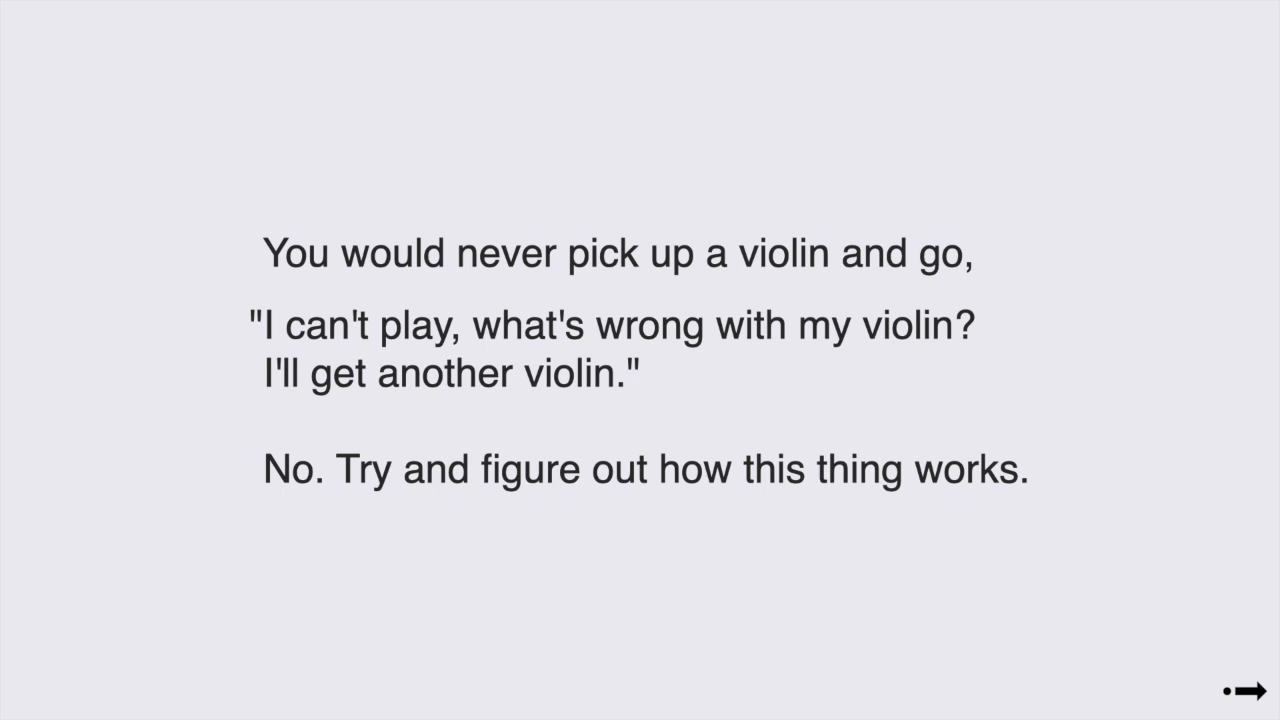 You would never pick up a violin and go,
"I can't play, what's wrong with my violin?
I'll get another violin."
No. Try and figure out how this thing works.